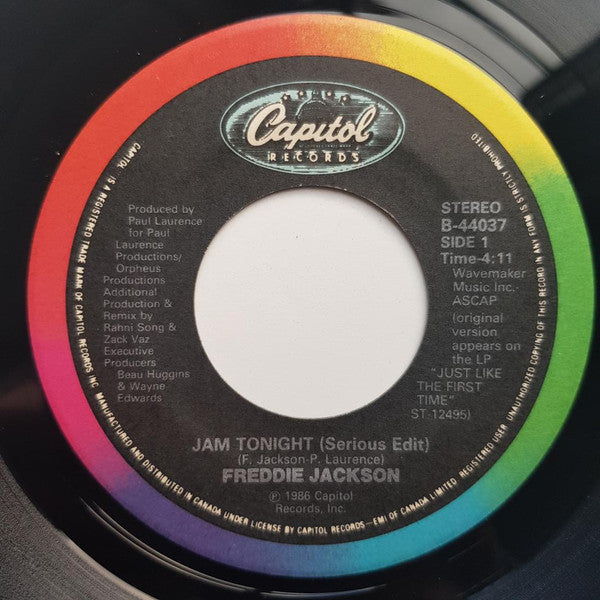 Capitol
RECORDS
Produced by
Paul Laurence
for Paul
Laurence
Productions/
Orpheus
Productions
Additional
Production &
Remix by
Rahni Song &
Zack Vaz
Executive
Producers
Beau Huggins
& Wayne
Edwards
STEREO
B-44037
SIDE 1
Time-4:11
Wavemaker
Music Inc.-
ASCAP
(original
version
appears on
the LP
"JUST LIKE
THE FIRST
TIME"
ST-12495)
JAM TONIGHT (Serious Edit)
(F. Jackson-P. Laurence)
FREDDIE JACKSON
℗ 1986 Capitol
Records, Inc.
CAPITOL IS A REGISTERED TRADE MARK OF CAPITOL RECORDS INC. MANUFACTURED AND DISTRIBUTED IN CANADA UNDER LICENSE BY CAPITOL RECORDS-EMI OF CANADA LIMITED. REGISTERED USER. UNAUTHORIZED COPYING OF THIS RECORD IN ANY FORM IS STRICTLY PROHIBITED